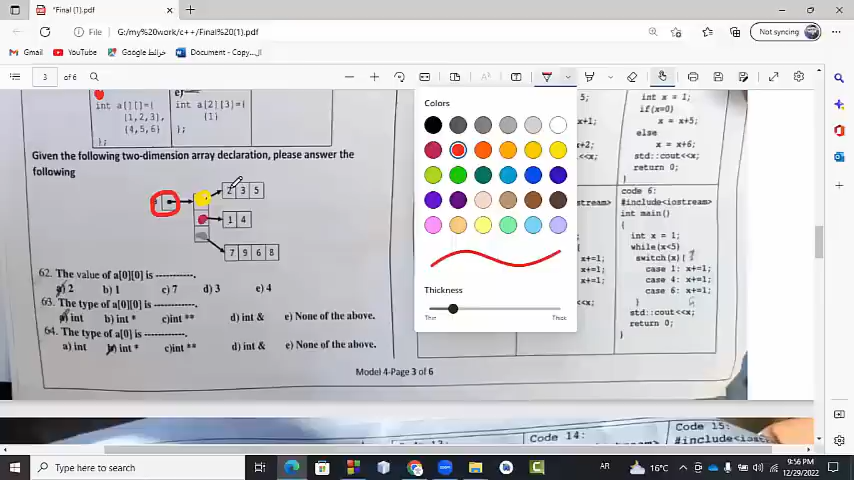 *Final (1).pdf
File
G:/my%20work/c++/Final%20(1).pdf
Not syncing
Gmail
YouTube
خرائط Google
Document - Copy....
3
of 6
int a[][]={
{1,2,3},
{4,5,6}
};
e)
int a[2][3]={
{1}
};
Given the following two-dimension array declaration, please answer the
following
2 3 5
1 4
7 9 6 8
62. The value of a[0][0] is -----------.
a) 2 b) 1 c) 7 d) 3 e) 4
63. The type of a[0][0] is ------------
a) int b) int * c)int ** d) int & e) None of the above.
64. The type of a[0] is ------------
a) int b) int * c)int ** d) int & e) None of the above.
Model 4-Page 3 of 6
Colors
Thickness
Thin
Thick
5;
x+=1;
x+=1;
x+=1;
<<x;
int x = 1;
if(x=0)
x = x+5;
else
x = x+6;
std::cout<<x;
return 0;
}
code 6:
#include<iostream>
int main()
{
int x = 1;
while(x<5)
switch(x){
case 1: x+=1;
case 4: x+=1;
case 6: x+=1;
}
std::cout<<x;
return 0;
}
Code 14:
Code 15:
#include<iost
Type here to search
AR
16°C
9:56 PM
12/29/2022